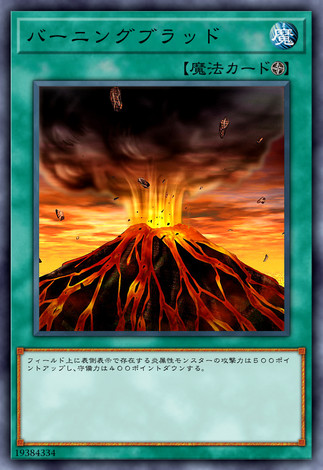 バーニングブラッド
魔
【魔法カード】
フィールド上に表側表示で存在する炎属性モンスターの攻撃力は５００ポイ
ントアップし、守備力は４００ポイントダウンする。
19384334